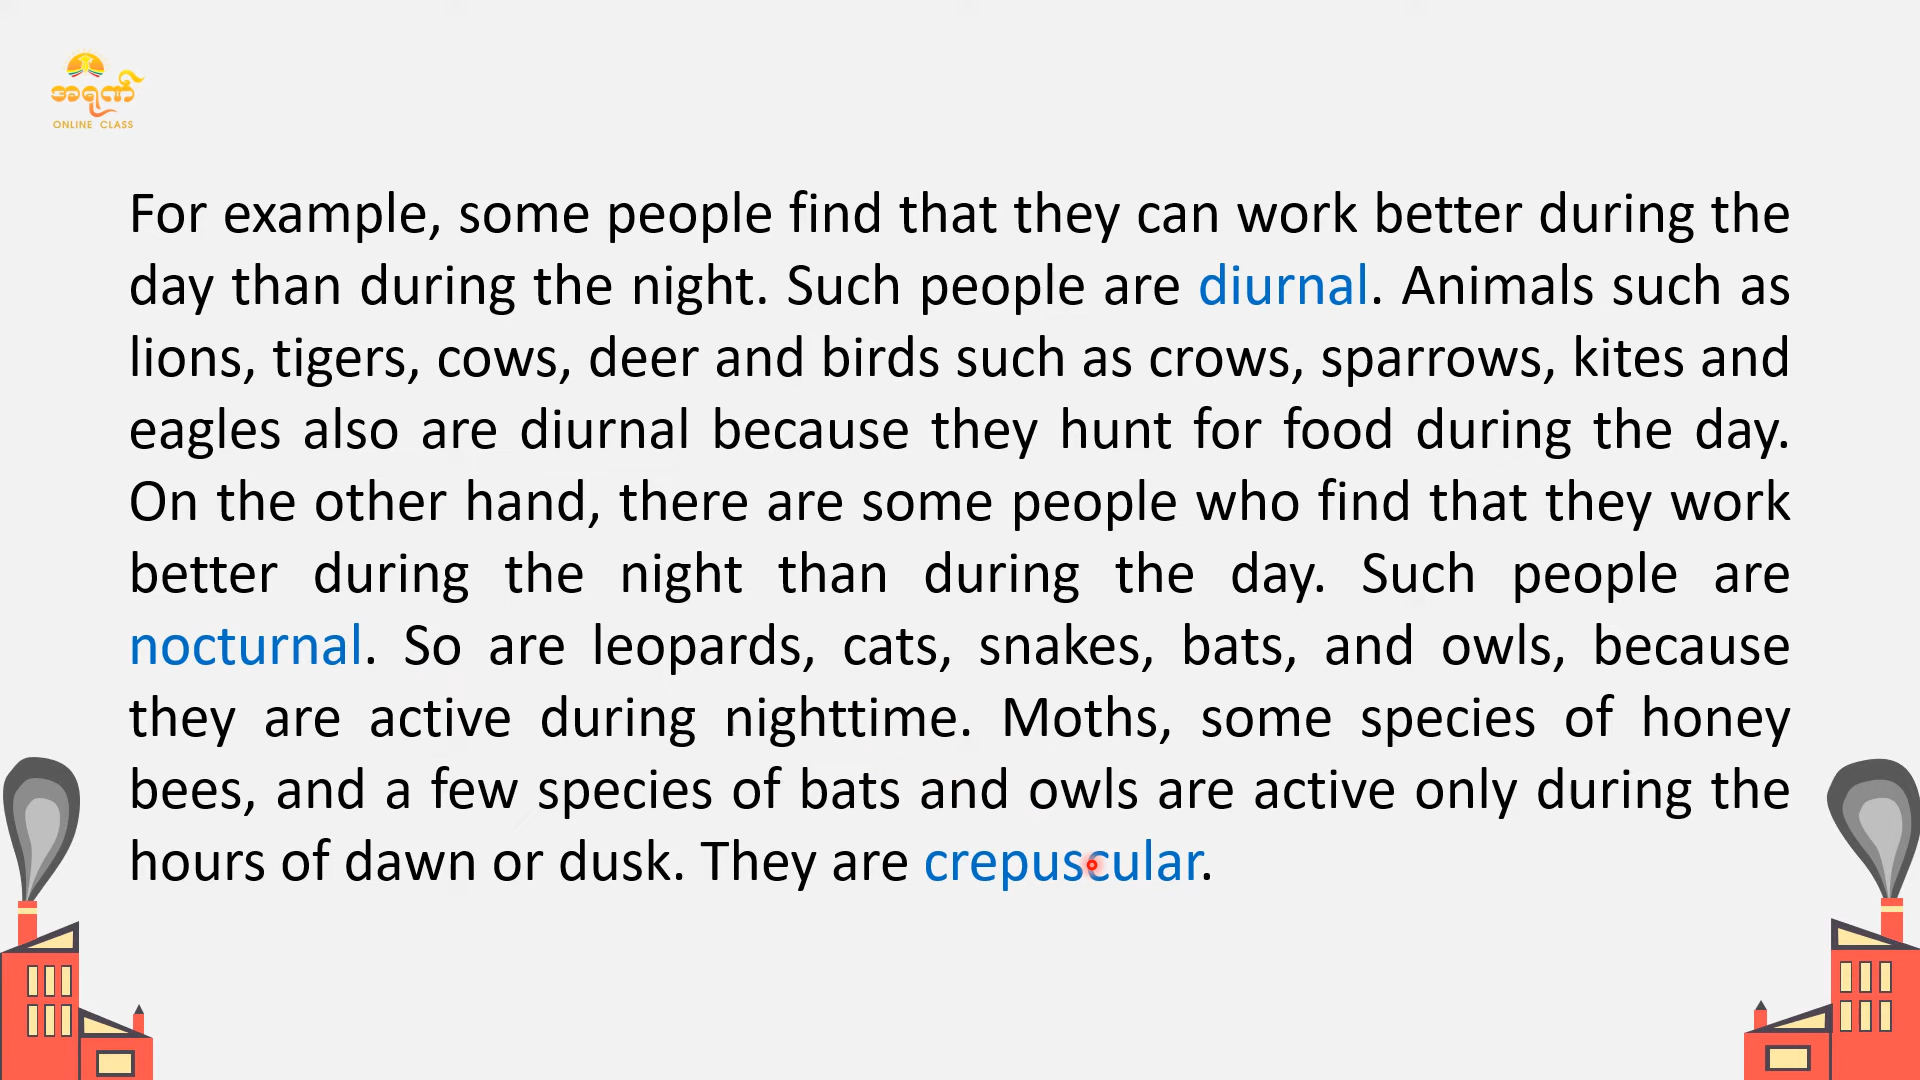 အရုဏ်
ONLINE CLASS
For example, some people find that they can work better during the
day than during the night. Such people are diurnal. Animals such as
lions, tigers, cows, deer and birds such as crows, sparrows, kites and
eagles also are diurnal because they hunt for food during the day.
On the other hand, there are some people who find that they work
better during the night than during the day. Such people are
nocturnal. So are leopards, cats, snakes, bats, and owls, because
they are active during nighttime. Moths, some species of honey
bees, and a few species of bats and owls are active only during the
hours of dawn or dusk. They are crepuscular.